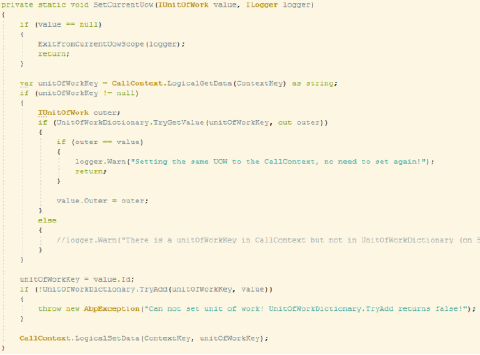 private static void SetCurrentUow(IUnitOfWork value, ILogger logger)
{
if (value == null)
{
ExitFromCurrentUowScope(logger);
return;
}
var unitOfWorkKey = CallContext.LogicalGetData(ContextKey) as string;
if (unitOfWorkKey != null)
{
IUnitOfWork outer;
if (UnitOfWorkDictionary.TryGetValue(unitOfWorkKey, out outer))
{
if (outer == value)
{
logger.Warn("Setting the same UOW to the CallContext, no need to set again!");
return;
}
value.Outer = outer;
}
else
{
//logger.Warn("There is a unitOfWorkKey in CallContext but not in UnitOfWorkDictionary (on S
}
}
unitOfWorkKey = value.Id;
if (!UnitOfWorkDictionary.TryAdd(unitOfWorkKey, value))
{
throw new AbpException("Can not set unit of work! UnitOfWorkDictionary.TryAdd returns false!");
}
CallContext.LogicalSetData(ContextKey, unitOfWorkKey);
}